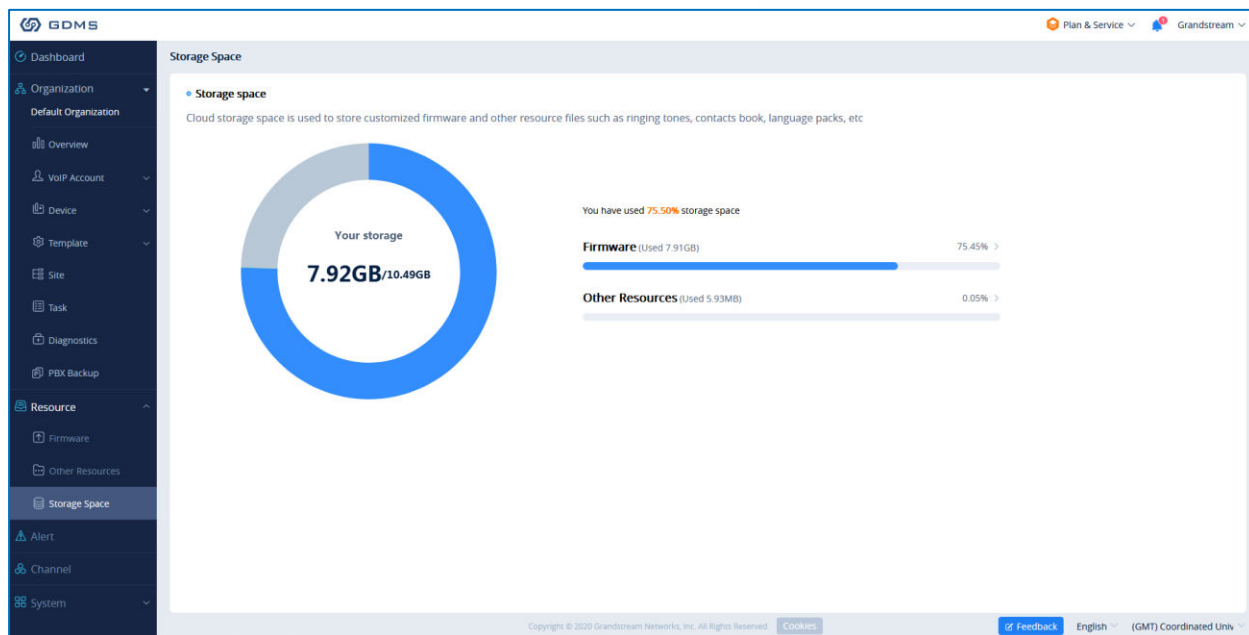 GDMS
Plan & Service
Grandstream
Dashboard
Organization
Default Organization
Overview
VoIP Account
Device
Template
Site
Task
Diagnostics
PBX Backup
Resource
Firmware
Other Resources
Storage Space
Alert
Channel
System
Storage Space
Storage space
Cloud storage space is used to store customized firmware and other resource files such as ringing tones, contacts book, language packs, etc
Your storage
7.92GB/10.49GB
You have used 75.50% storage space
Firmware (Used 7.91GB) 75.45%
Other Resources (Used 5.93MB) 0.05%
Copyright © 2020 Grandstream Networks, Inc. All Rights Reserved. Cookies
Feedback English (GMT) Coordinated Univ